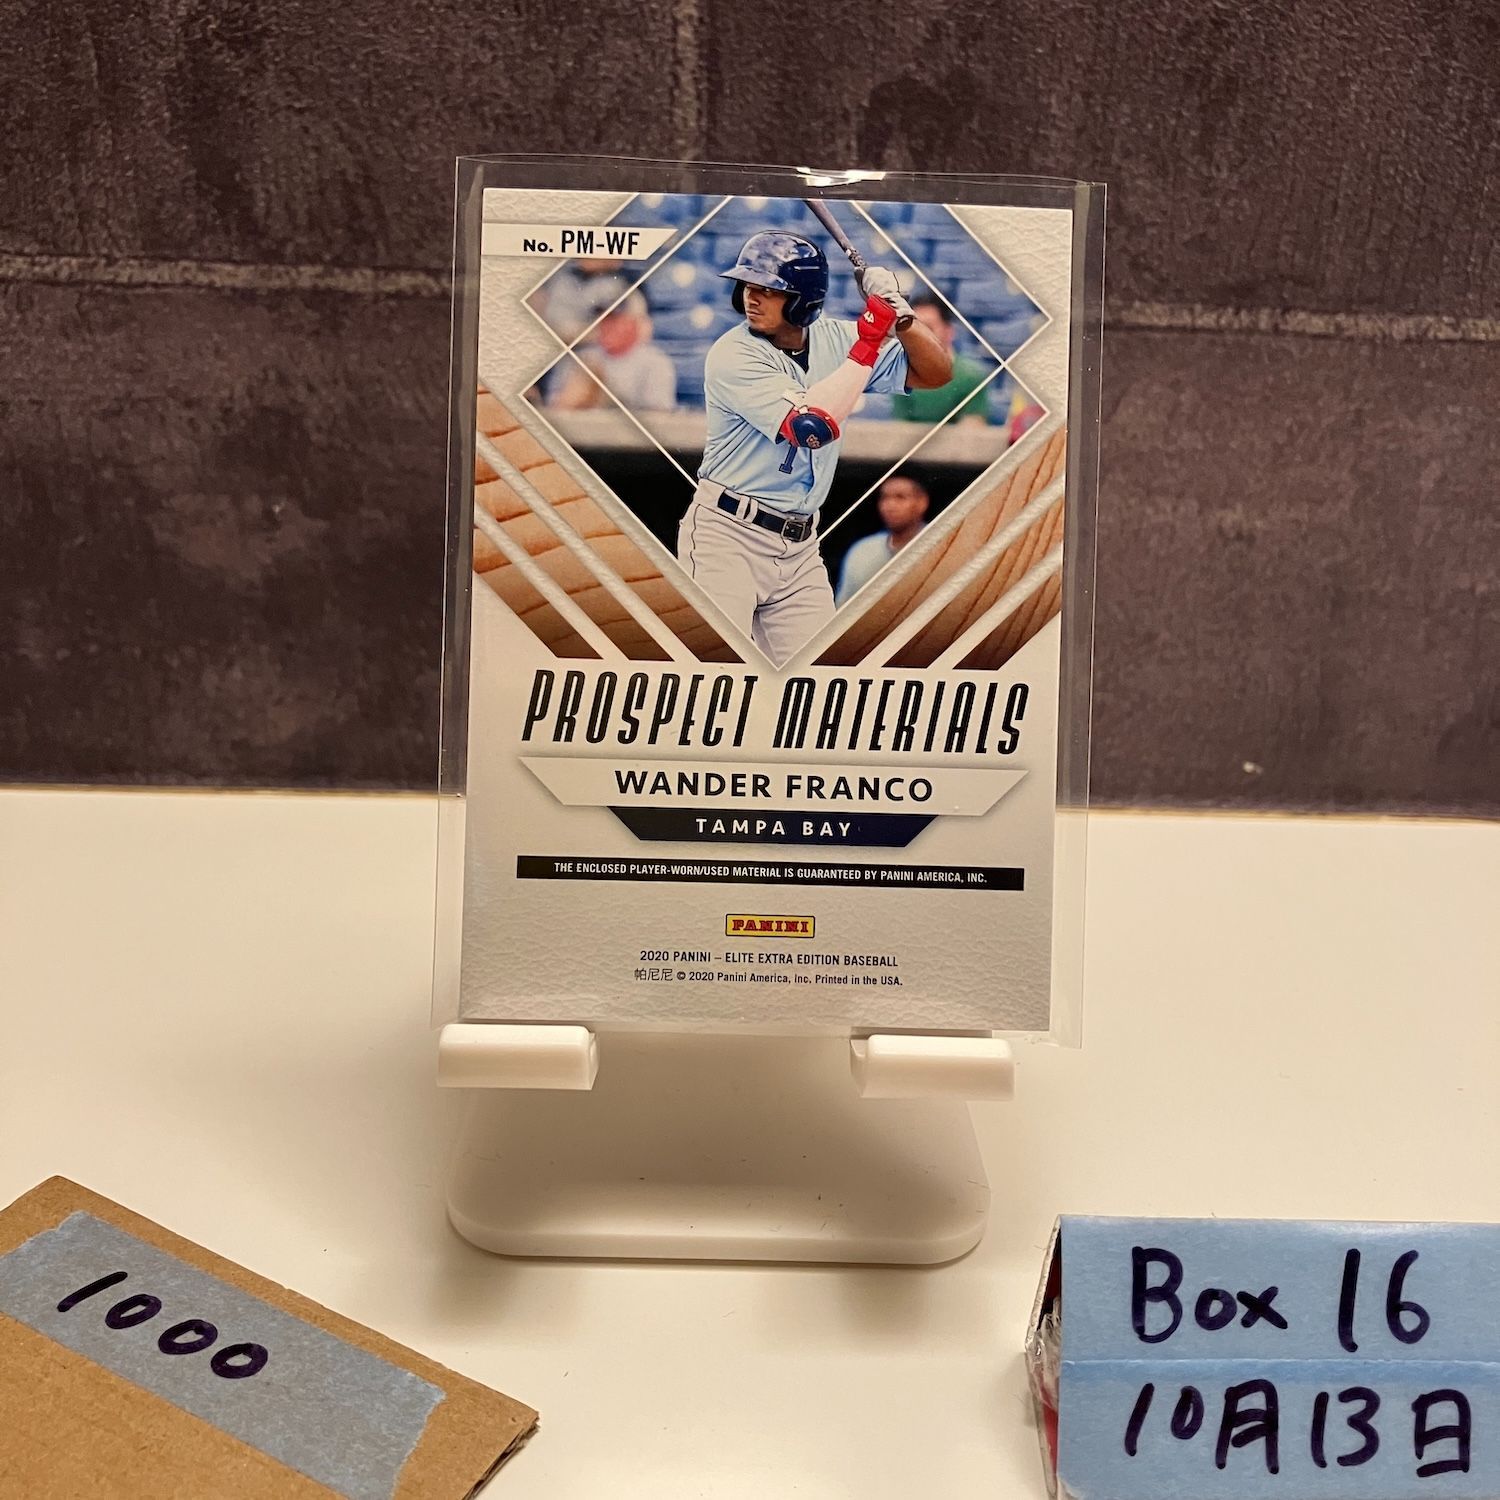 No. PM-WF
1
PROSPECT MATERIALS
WANDER FRANCO
TAMPA BAY
THE ENCLOSED PLAYER-WORN/USED MATERIAL IS GUARANTEED BY PANINI AMERICA, INC.
PANINI
2020 PANINI – ELITE EXTRA EDITION BASEBALL
帕尼尼 © 2020 Panini America, Inc. Printed in the USA.
1000
Box 16
10月13日